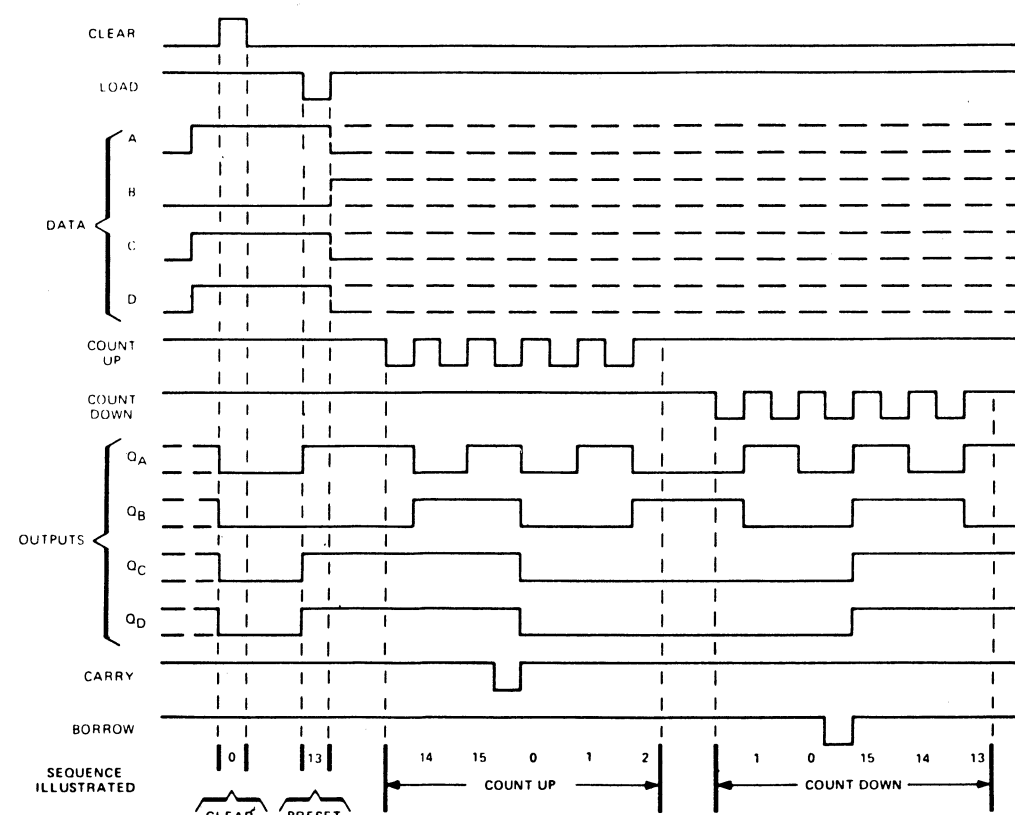 CLEAR
LOAD
A
B
DATA
C
D
COUNT
UP
COUNT
DOWN
QA
QB
OUTPUTS
QC
QD
CARRY
BORROW
0 13 14 15 0 1 2 1 0 15 14 13
SEQUENCE
ILLUSTRATED
COUNT UP COUNT DOWN
CLEAR PRESET